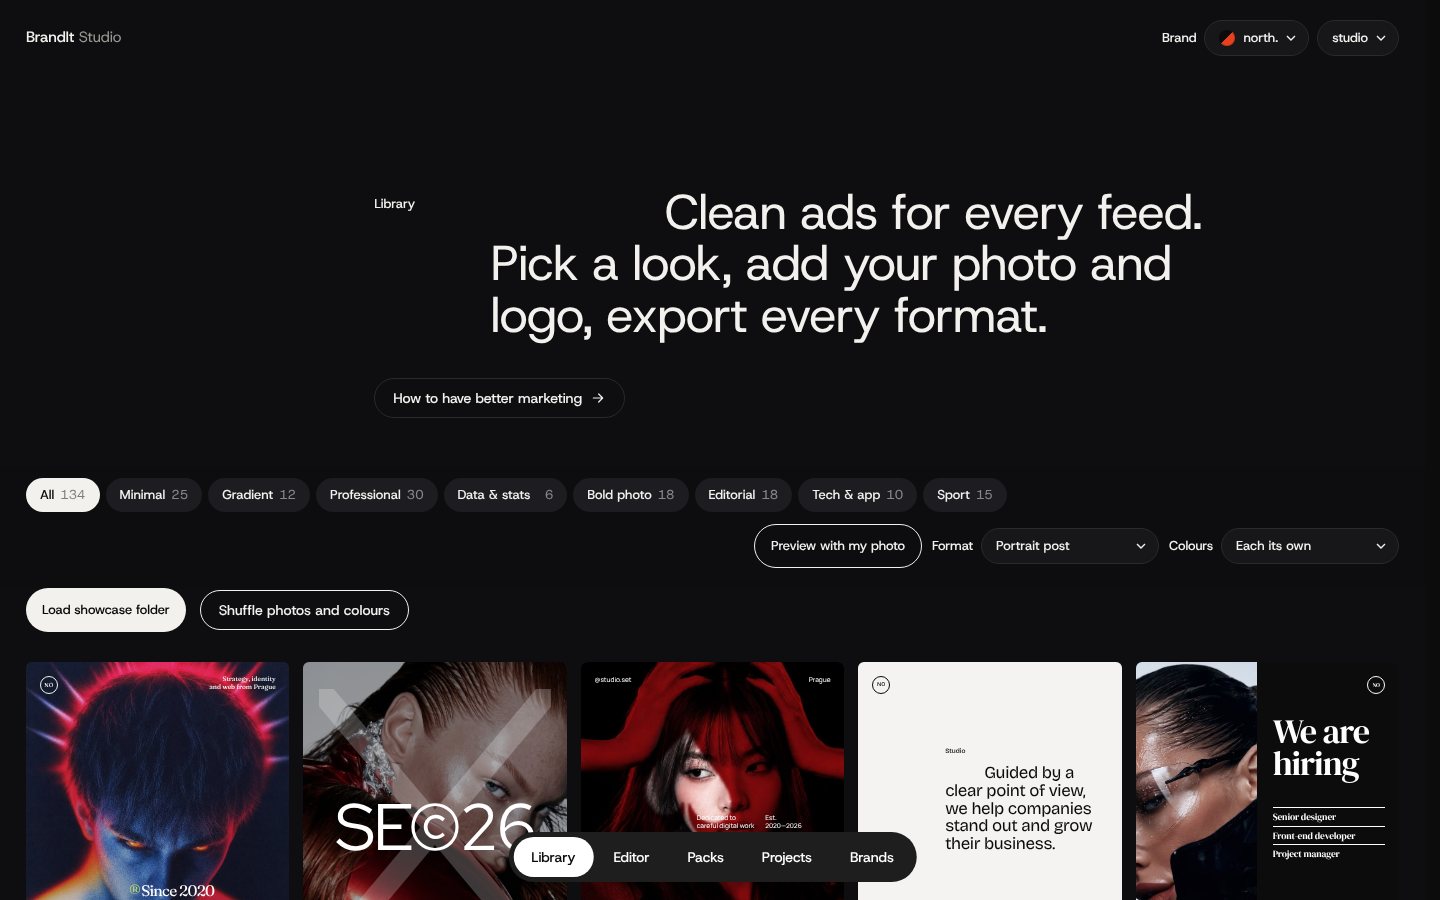 BrandIt Studio
Brand
north.
studio
Library
Clean ads for every feed.
Pick a look, add your photo and
logo, export every format.
How to have better marketing
All 134
Minimal 25
Gradient 12
Professional 30
Data & stats 6
Bold photo 18
Editorial 18
Tech & app 10
Sport 15
Preview with my photo
Format
Portrait post
Colours
Each its own
Load showcase folder
Shuffle photos and colours
NO
Strategy, identity
and web from Prague
® Since 2020
SE©26
@studio.set
Prague
Dedicated to
careful digital work
Est.
2020—2026
NO
Studio
Guided by a
clear point of view,
we help companies
stand out and grow
their business.
NO
We are
hiring
Senior designer
Front-end developer
Project manager
Library
Editor
Packs
Projects
Brands